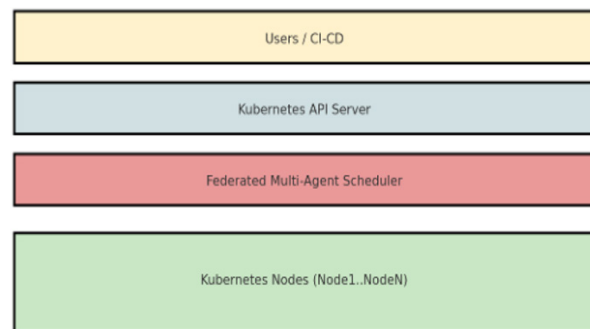 Users / CI-CD
Kubernetes API Server
Federated Multi-Agent Scheduler
Kubernetes Nodes (Node1..NodeN)